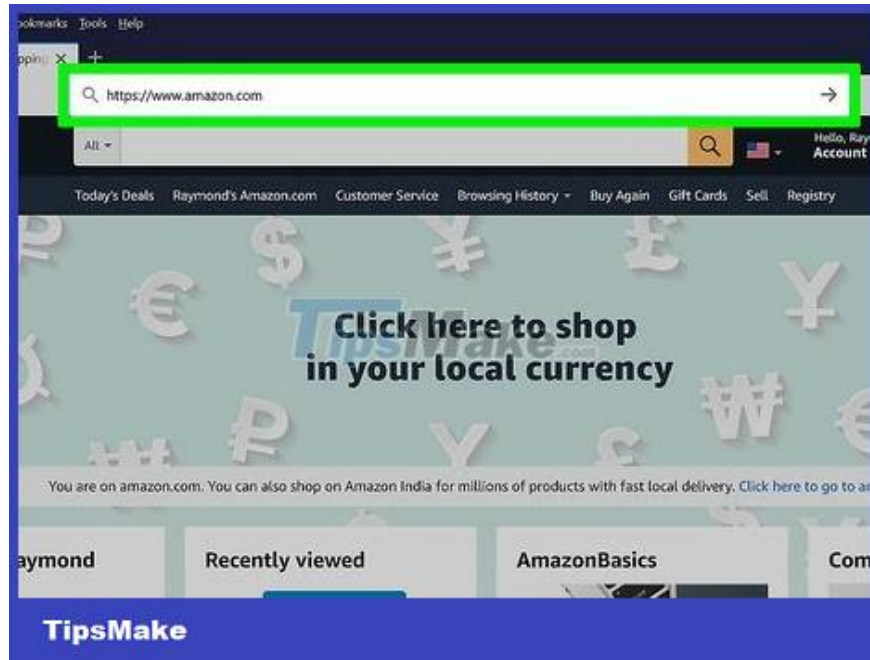 ookmarks Tools Help
pping
https://www.amazon.com
All
Hello, Ray
Account
Today's Deals Raymond's Amazon.com Customer Service Browsing History Buy Again Gift Cards Sell Registry
Click here to shop
TipsMake.com
in your local currency
You are on amazon.com. You can also shop on Amazon India for millions of products with fast local delivery. Click here to go to a
aymond Recently viewed AmazonBasics Com
TipsMake